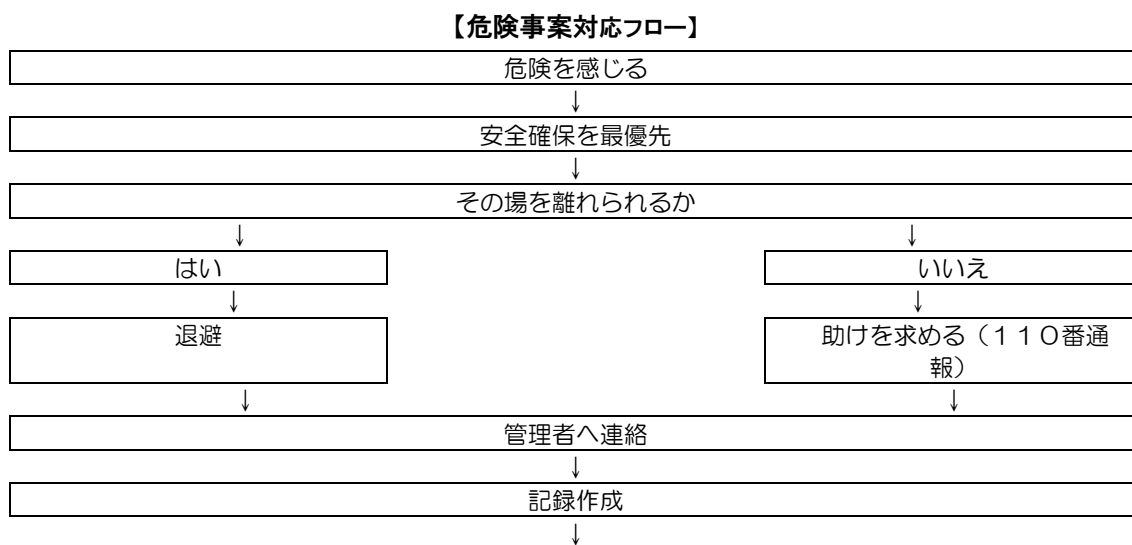 【危険事案対応フロー】
危険を感じる
↓
安全確保を最優先
↓
その場を離れられるか
↓ ↓
はい いいえ
↓ ↓
退避 助けを求める（１１０番通
報）
↓ ↓
管理者へ連絡
↓
記録作成
↓